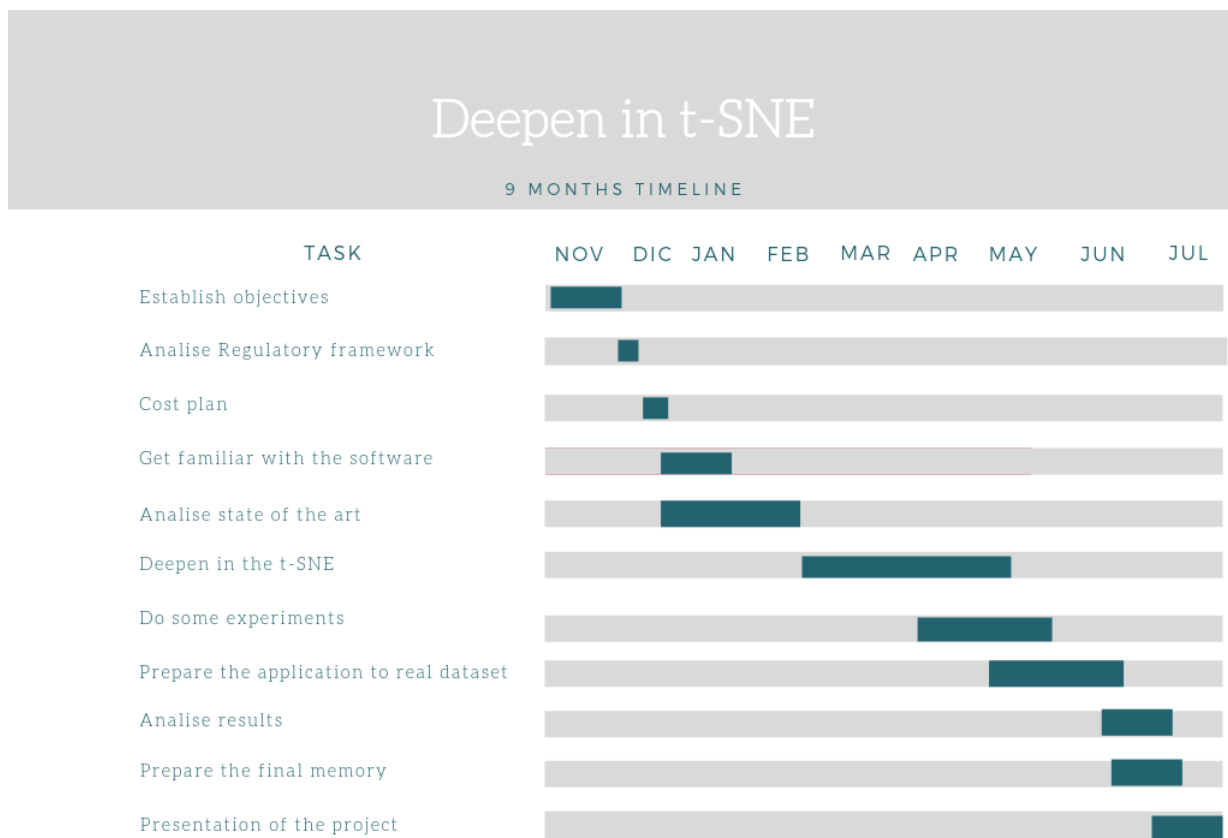 Deepen in t-SNE
9 MONTHS TIMELINE
TASK NOV DIC JAN FEB MAR APR MAY JUN JUL
Establish objectives
Analise Regulatory framework
Cost plan
Get familiar with the software
Analise state of the art
Deepen in the t-SNE
Do some experiments
Prepare the application to real dataset
Analise results
Prepare the final memory
Presentation of the project